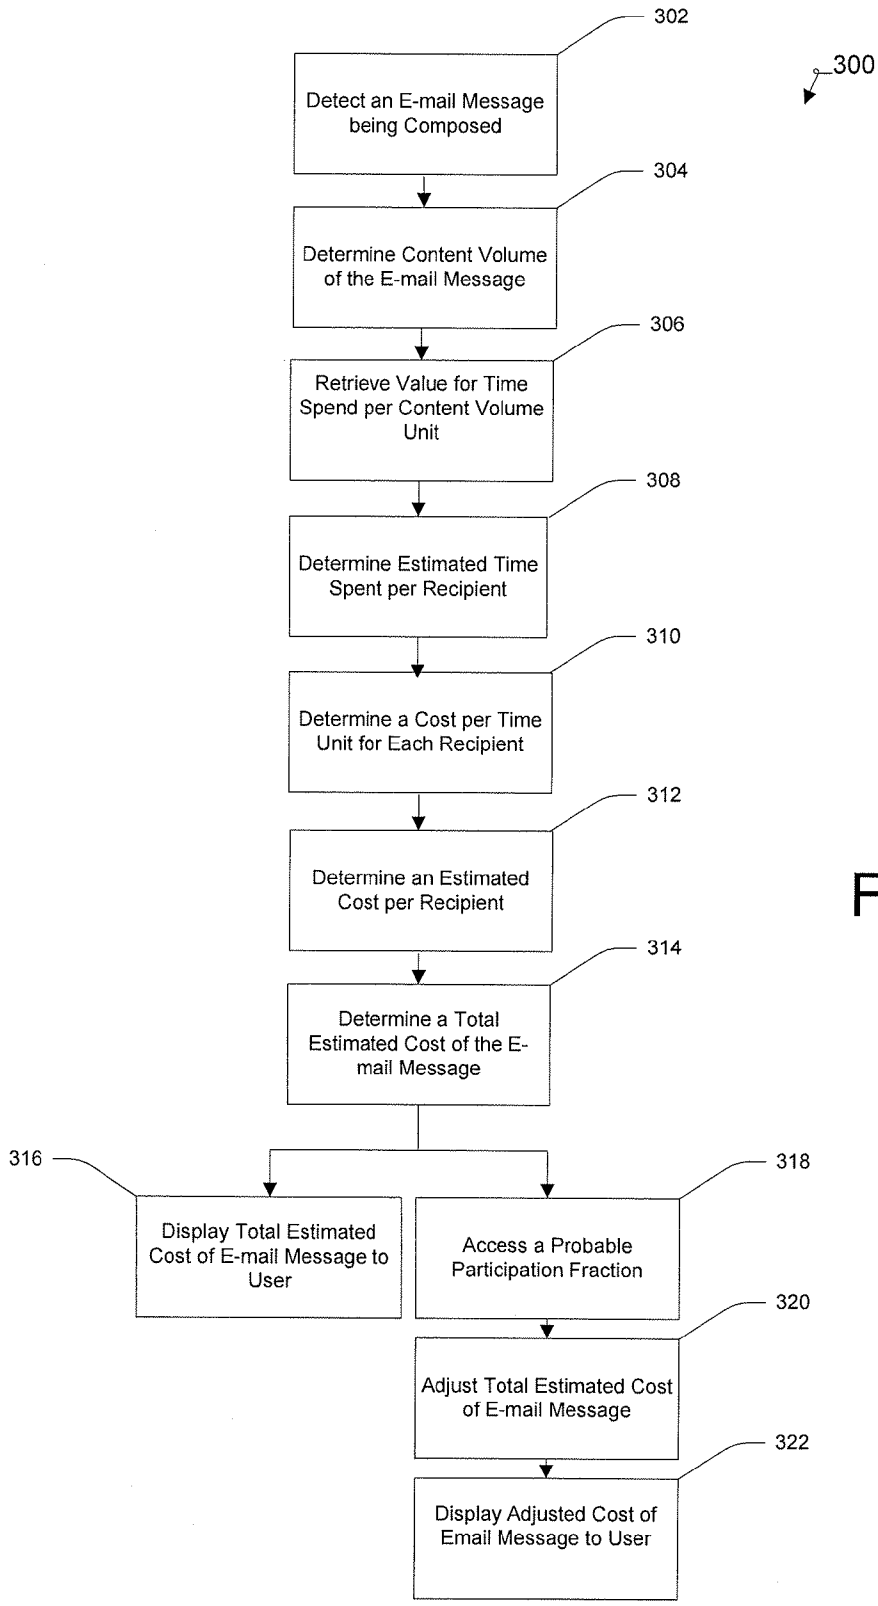 302
300
Detect an E-mail Message
being Composed
304
Determine Content Volume
of the E-mail Message
306
Retrieve Value for Time
Spend per Content Volume
Unit
308
Determine Estimated Time
Spent per Recipient
310
Determine a Cost per Time
Unit for Each Recipient
312
Determine an Estimated
Cost per Recipient
F
314
Determine a Total
Estimated Cost of the E-
mail Message
316
Display Total Estimated
Cost of E-mail Message to
User
318
Access a Probable
Participation Fraction
320
Adjust Total Estimated Cost
of E-mail Message
322
Display Adjusted Cost of
Email Message to User